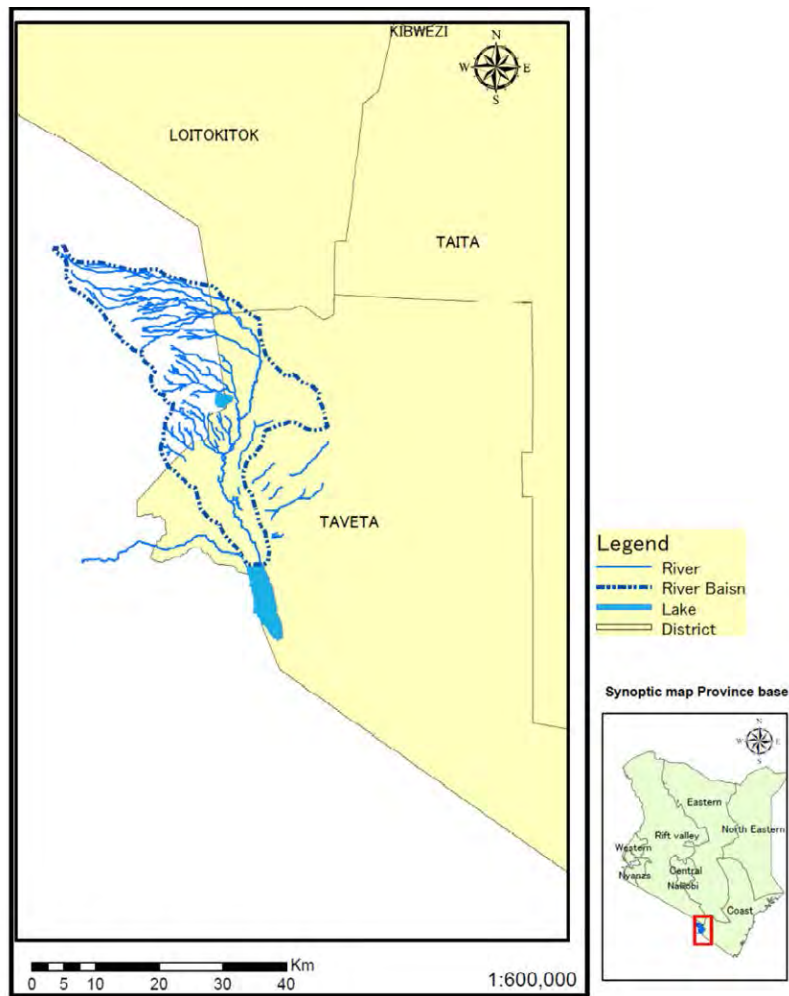 KIBWEZI
N
W E
S
LOITOKITOK
TAITA
TAVETA
Legend
River
River Baisn
Lake
District
Km
0 5 10 20 30 40
1:600,000
Synoptic map Province base
N
W E
S
Eastern
North Eastern
Rift valley
Western
Nyanza
Central
Nairobi
Coast